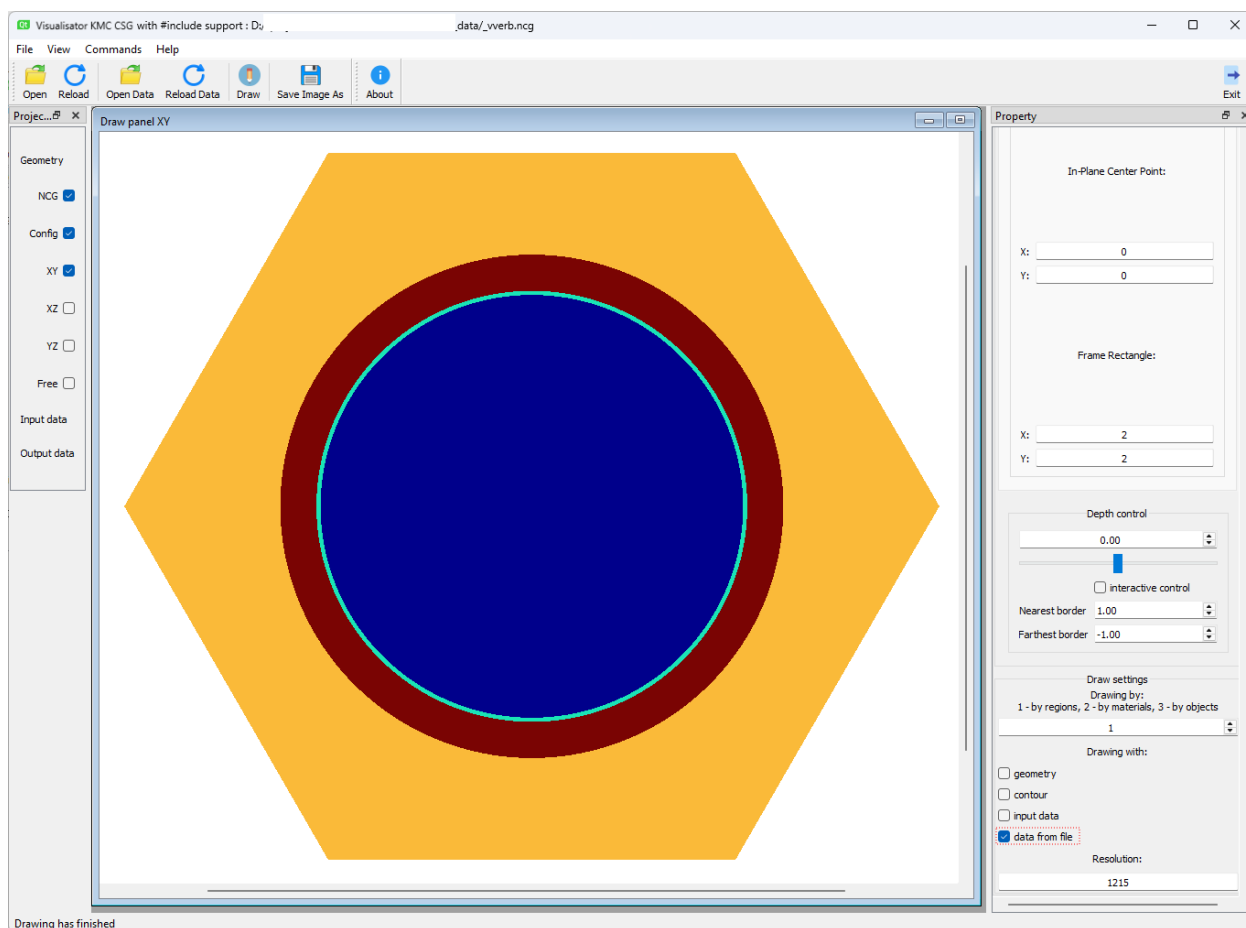 Visualisator KMC CSG with #include support : D:/ _data/_vverb.ncg
File View Commands Help
Open Reload Open Data Reload Data Draw Save Image As About Exit
Projec...
Geometry
NCG
Config
XY
XZ
YZ
Free
Input data
Output data
Draw panel XY
Property
In-Plane Center Point:
X: 0
Y: 0
Frame Rectangle:
X: 2
Y: 2
Depth control
0.00
interactive control
Nearest border 1.00
Farthest border -1.00
Draw settings
Drawing by:
1 - by regions, 2 - by materials, 3 - by objects
1
Drawing with:
geometry
contour
input data
data from file
Resolution:
1215
Drawing has finished